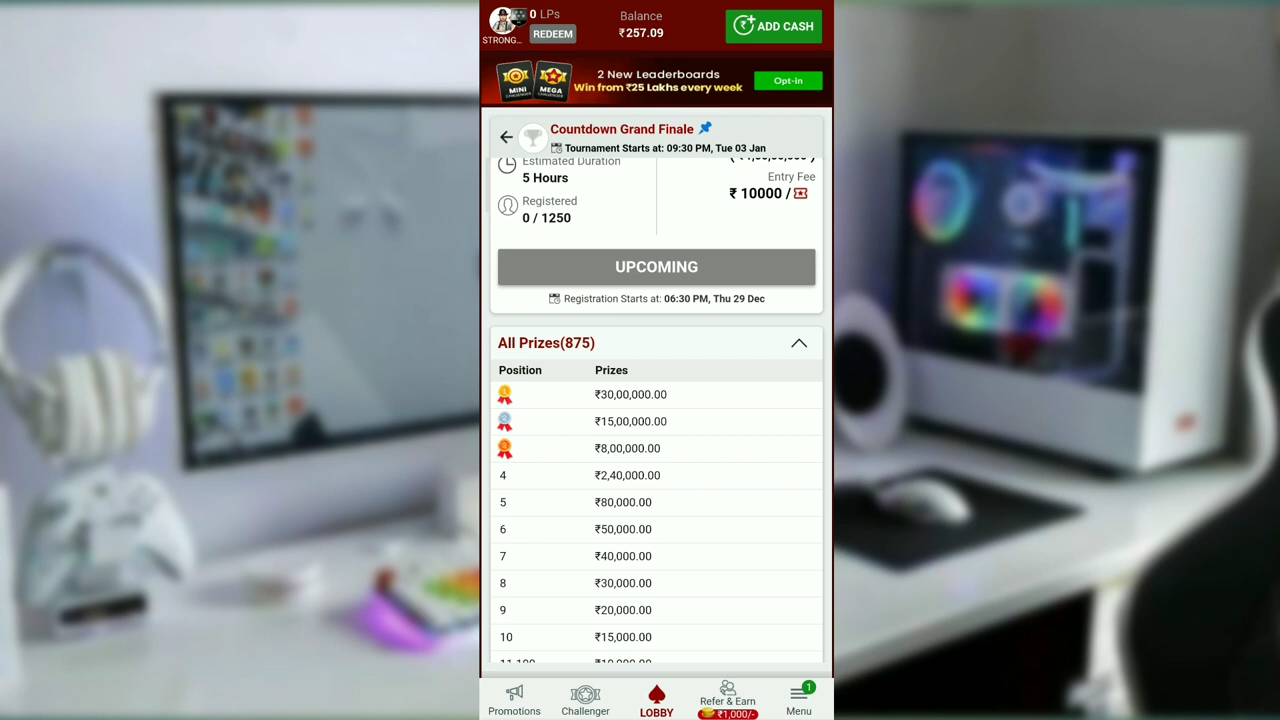 0 LPs
REDEEM
STRONG...
Balance
₹257.09
ADD CASH
MINI
MEGA
2 New Leaderboards
Win from ₹25 Lakhs every week
Opt-in
Countdown Grand Finale
Tournament Starts at: 09:30 PM, Tue 03 Jan
Estimated Duration
5 Hours
Registered
0 / 1250
Entry Fee
₹ 10000 /
UPCOMING
Registration Starts at: 06:30 PM, Thu 29 Dec
All Prizes(875)
Position Prizes
1 ₹30,00,000.00
2 ₹15,00,000.00
3 ₹8,00,000.00
4 ₹2,40,000.00
5 ₹80,000.00
6 ₹50,000.00
7 ₹40,000.00
8 ₹30,000.00
9 ₹20,000.00
10 ₹15,000.00
Promotions
Challenger
LOBBY
Refer & Earn
₹1,000/-
1
Menu